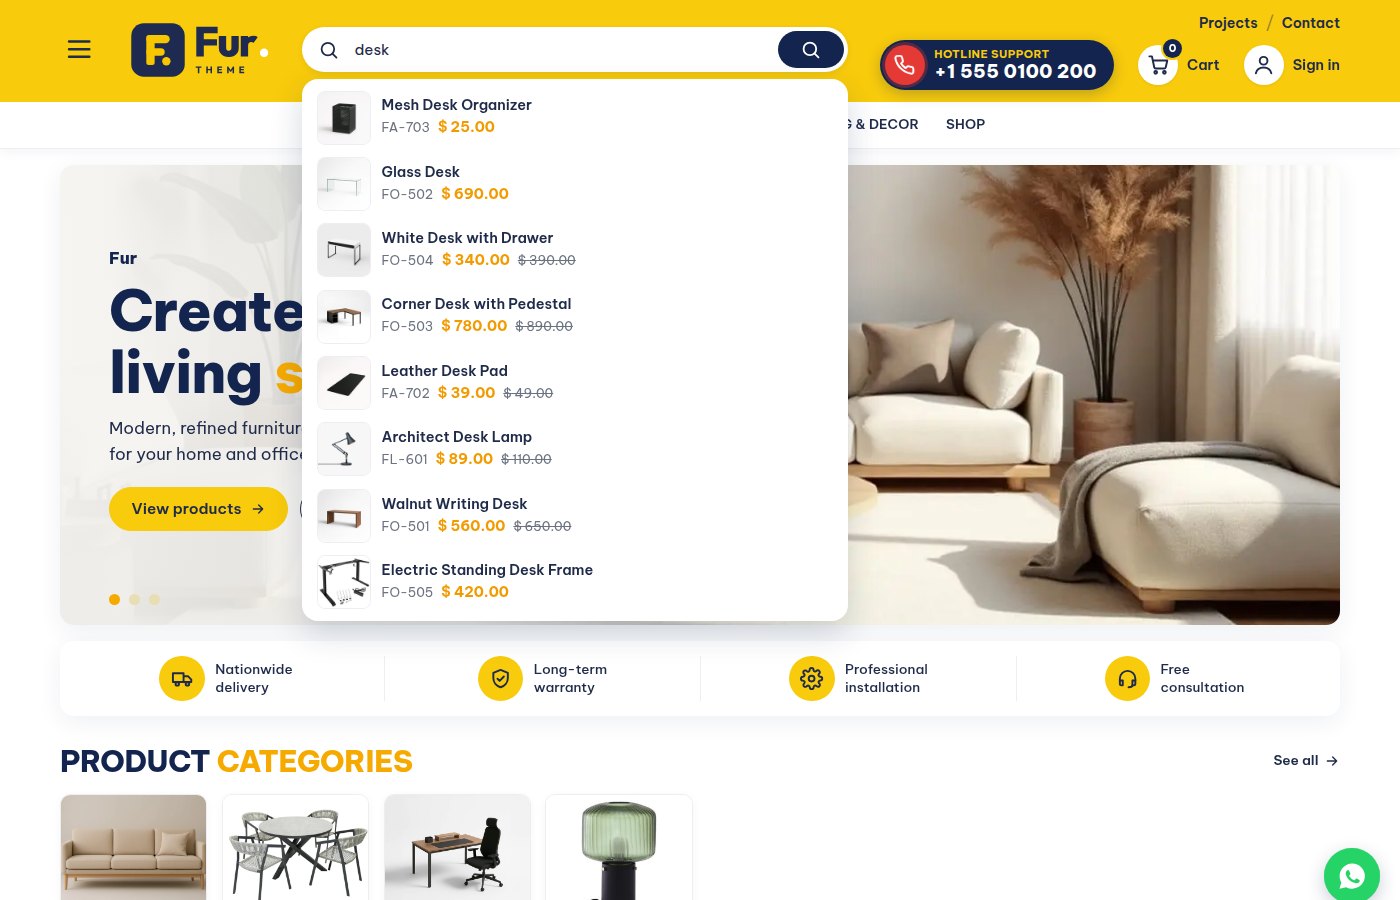 Projects / Contact
Fur.
THEME
desk
HOTLINE SUPPORT
+1 555 0100 200
0
Cart
Sign in
& DECOR
SHOP
Mesh Desk Organizer
FA-703 $ 25.00
Glass Desk
FO-502 $ 690.00
White Desk with Drawer
FO-504 $ 340.00 $ 390.00
Corner Desk with Pedestal
FO-503 $ 780.00 $ 890.00
Leather Desk Pad
FA-702 $ 39.00 $ 49.00
Architect Desk Lamp
FL-601 $ 89.00 $ 110.00
Walnut Writing Desk
FO-501 $ 560.00 $ 650.00
Electric Standing Desk Frame
FO-505 $ 420.00
Fur
Create
living
Modern, refined
for your home and
View products
Nationwide
delivery
Long-term
warranty
Professional
installation
Free
consultation
PRODUCT CATEGORIES
See all